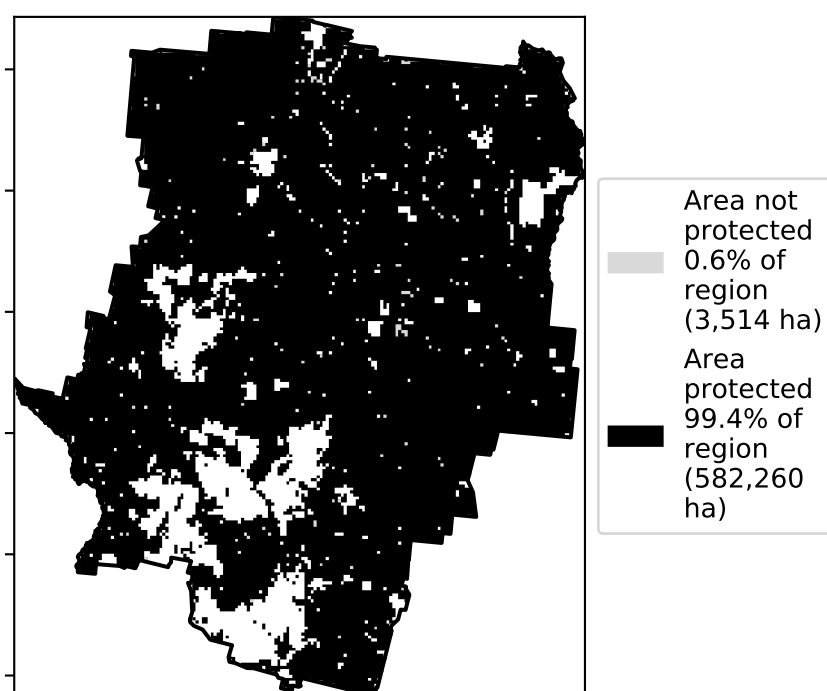 Area not
protected
0.6% of
region
(3,514 ha)
Area
protected
99.4% of
region
(582,260
ha)